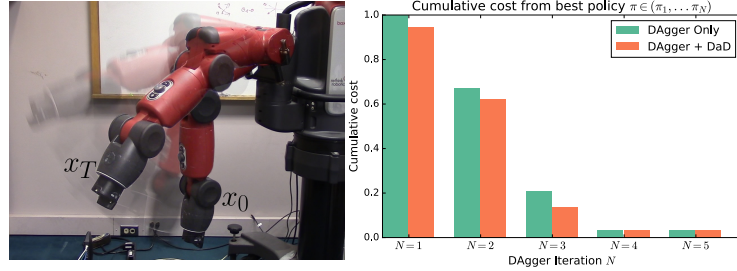 x_T
x_0
Cumulative cost from best policy π∈(π_1,…π_N)
DAgger Only
DAgger + DaD
Cumulative cost
1.0
0.8
0.6
0.4
0.2
0.0
N=1
N=2
N=3
N=4
N=5
DAgger Iteration N